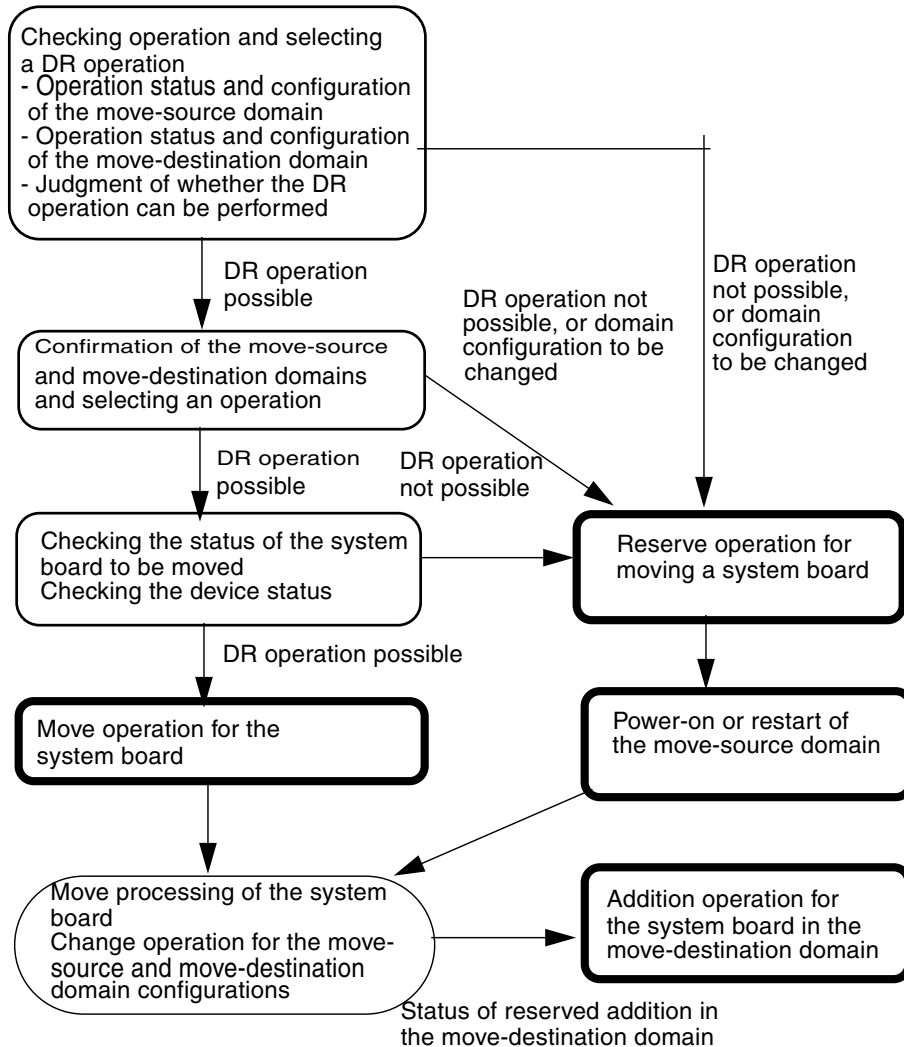 Checking operation and selecting
a DR operation
- Operation status and configuration
of the move-source domain
- Operation status and configuration
of the move-destination domain
- Judgment of whether the DR
operation can be performed
DR operation
possible
DR operation not
possible, or domain
configuration to be
changed
DR operation
not possible,
or domain
configuration
to be changed
Confirmation of the move-source
and move-destination domains
and selecting an operation
DR operation
possible
DR operation
not possible
Checking the status of the system
board to be moved
Checking the device status
Reserve operation for
moving a system board
DR operation possible
Move operation for the
system board
Power-on or restart of
the move-source domain
Move processing of the system
board
Change operation for the move-
source and move-destination
domain configurations
Addition operation for
the system board in the
move-destination domain
Status of reserved addition in
the move-destination domain